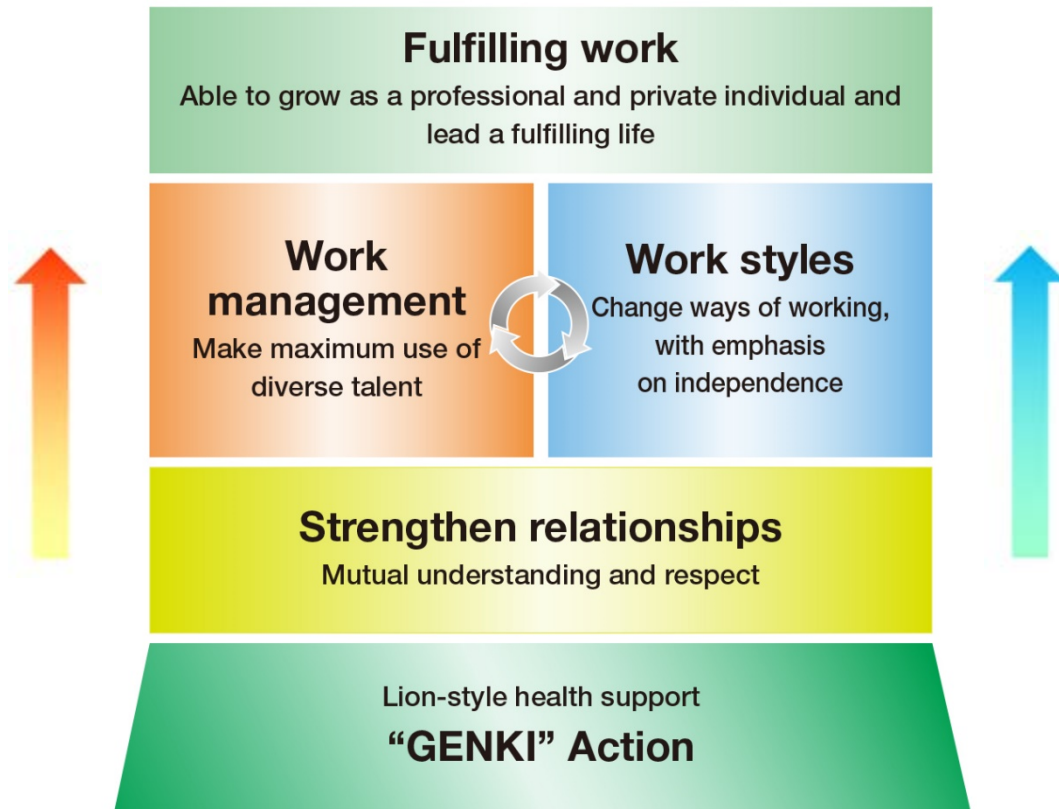 Fulfilling work
Able to grow as a professional and private individual and
lead a fulfilling life
Work
management
Make maximum use of
diverse talent
Work styles
Change ways of working,
with emphasis
on independence
Strengthen relationships
Mutual understanding and respect
Lion-style health support
“GENKI” Action